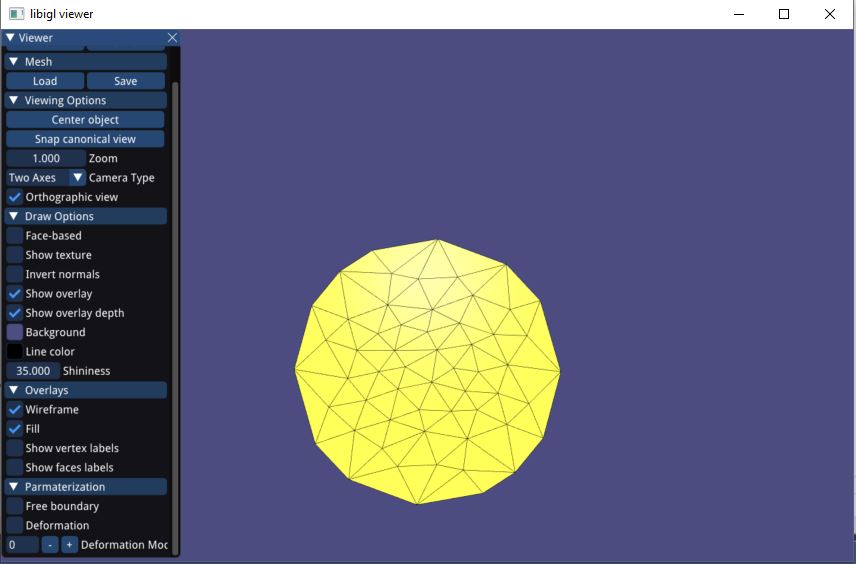 libigl viewer
Viewer
Mesh
Load Save
Viewing Options
Center object
Snap canonical view
1.000 Zoom
Two Axes Camera Type
Orthographic view
Draw Options
Face-based
Show texture
Invert normals
Show overlay
Show overlay depth
Background
Line color
35.000 Shininess
Overlays
Wireframe
Fill
Show vertex labels
Show faces labels
Parmaterization
Free boundary
Deformation
0 - + Deformation Moc